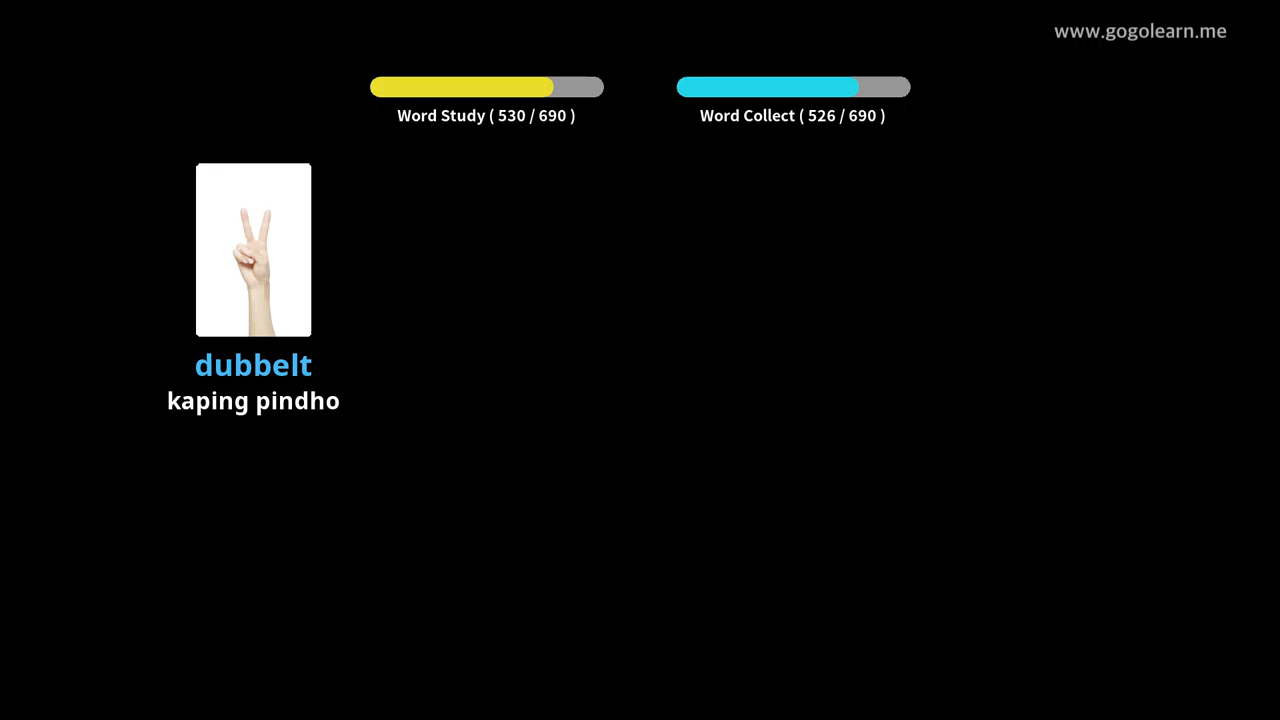 www.gogolearn.me
Word Study ( 530 / 690 )
Word Collect ( 526 / 690 )
dubbelt
kaping pindho